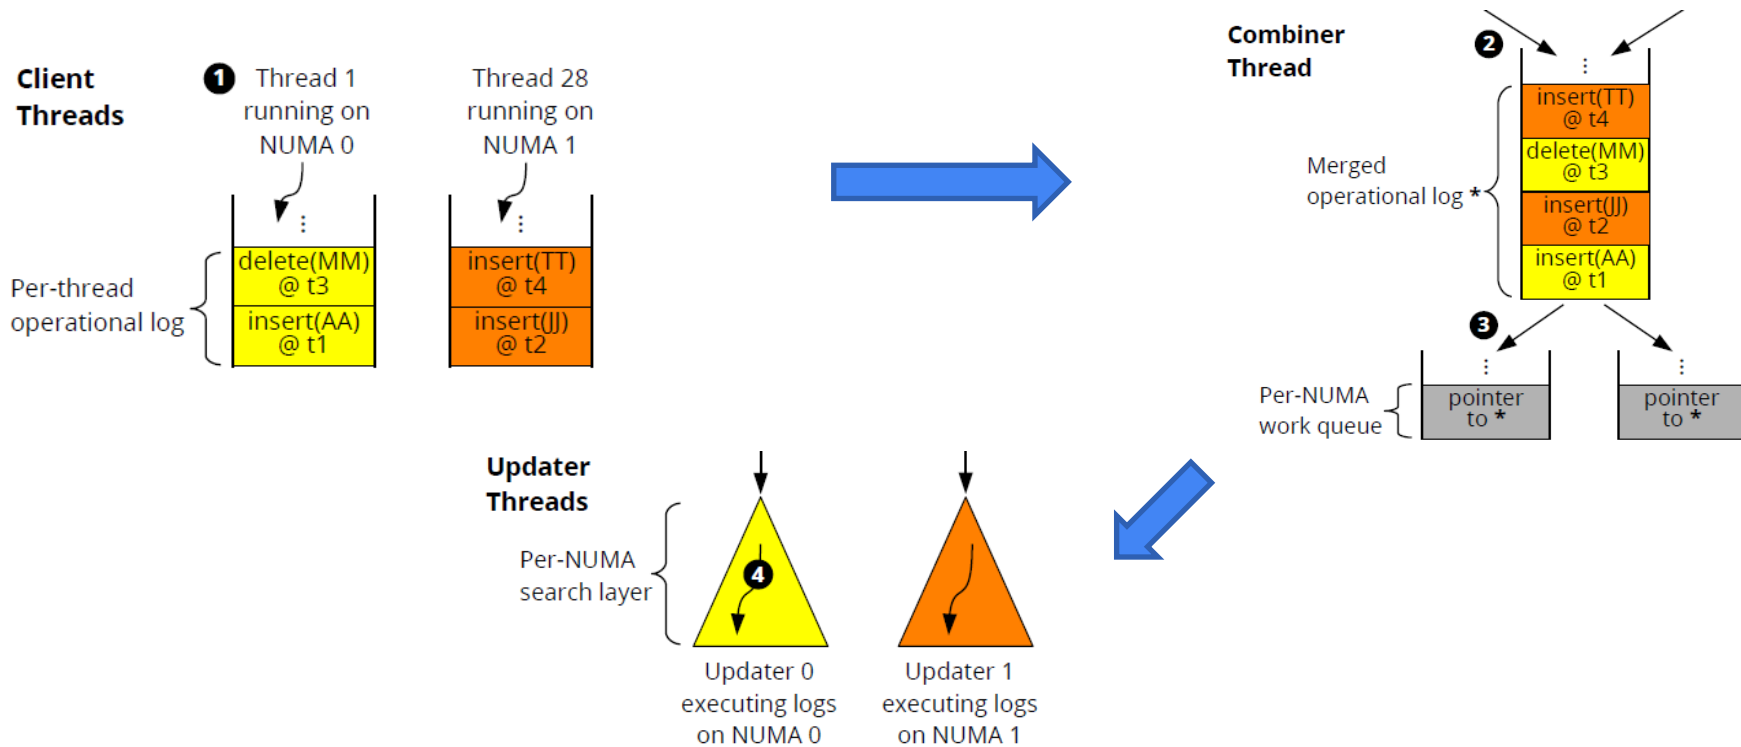 Client
Threads
1
Thread 1
running on
NUMA 0
Thread 28
running on
NUMA 1
⋮
⋮
Per-thread
operational log
delete(MM)
@ t3
insert(AA)
@ t1
insert(TT)
@ t4
insert(JJ)
@ t2
Combiner
Thread
2
⋮
Merged
operational log *
insert(TT)
@ t4
delete(MM)
@ t3
insert(JJ)
@ t2
insert(AA)
@ t1
3
⋮
⋮
Per-NUMA
work queue
pointer
to *
pointer
to *
Updater
Threads
Per-NUMA
search layer
4
Updater 0
executing logs
on NUMA 0
Updater 1
executing logs
on NUMA 1